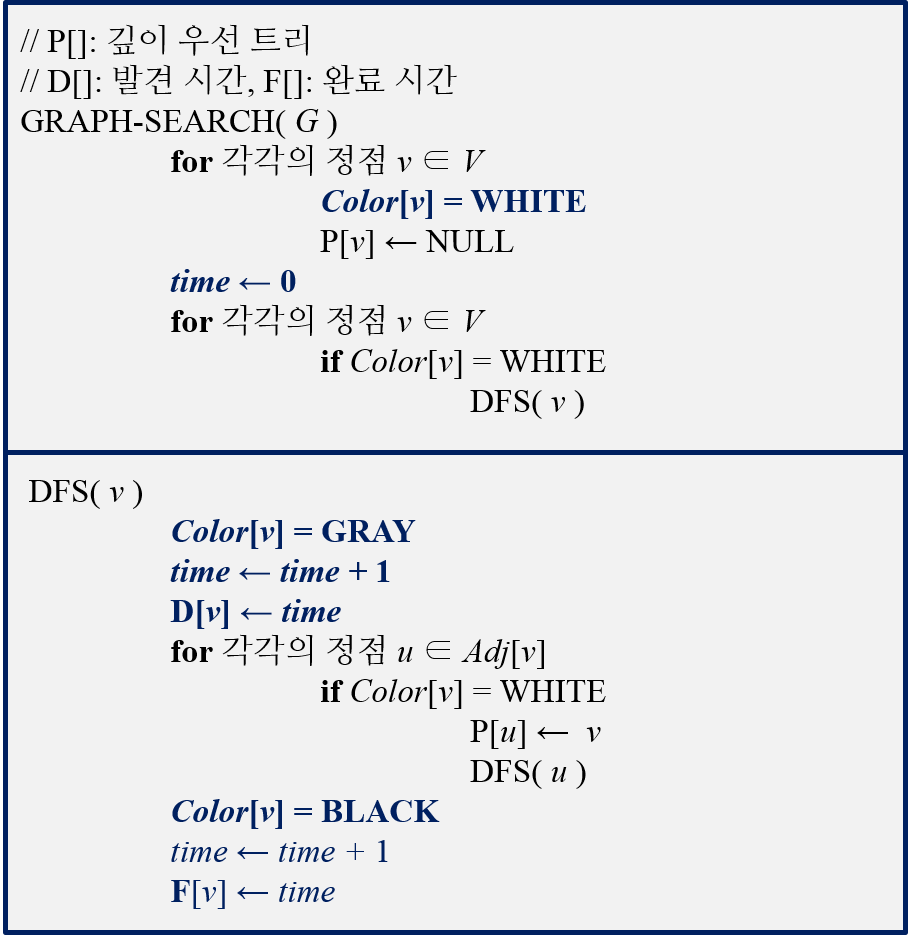 // P[]: 깊이 우선 트리
// D[]: 발견 시간, F[]: 완료 시간
GRAPH-SEARCH( G )
for 각각의 정점 v ∈ V
Color[v] = WHITE
P[v] ← NULL
time ← 0
for 각각의 정점 v ∈ V
if Color[v] = WHITE
DFS( v )
DFS( v )
Color[v] = GRAY
time ← time + 1
D[v] ← time
for 각각의 정점 u ∈ Adj[v]
if Color[v] = WHITE
P[u] ← v
DFS( u )
Color[v] = BLACK
time ← time + 1
F[v] ← time